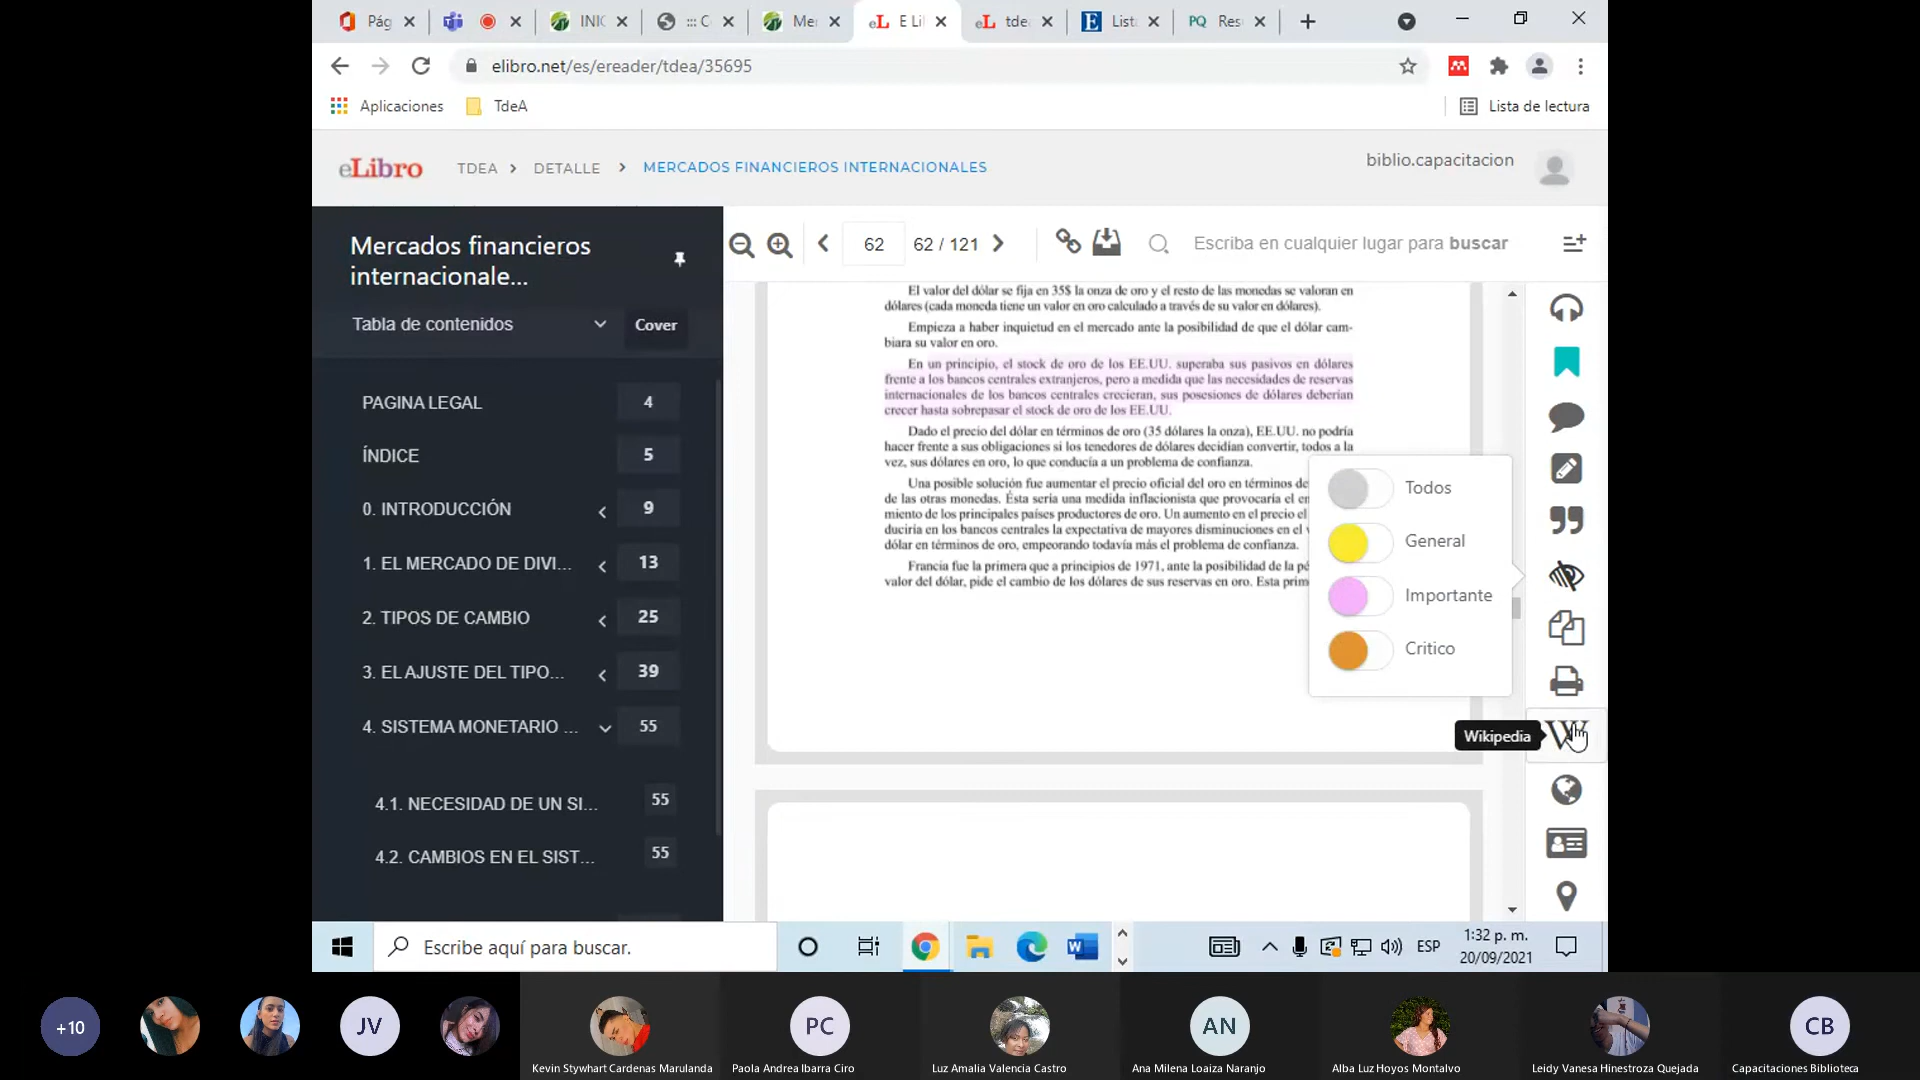 Pág
INIC
::: C
Me
E Li
tde
List
PQ Res
elibro.net/es/ereader/tdea/35695
Aplicaciones
TdeA
Lista de lectura
eLibro
TDEA > DETALLE > MERCADOS FINANCIEROS INTERNACIONALES
biblio.capacitacion
Mercados financieros
internacionale...
Tabla de contenidos
Cover
PAGINA LEGAL 4
ÍNDICE 5
0. INTRODUCCIÓN 9
1. EL MERCADO DE DIVI... 13
2. TIPOS DE CAMBIO 25
3. EL AJUSTE DEL TIPO... 39
4. SISTEMA MONETARIO ... 55
4.1. NECESIDAD DE UN SI... 55
4.2. CAMBIOS EN EL SIST... 55
62
62 / 121
Escriba en cualquier lugar para buscar
El valor del dólar se fija en 35$ la onza de oro y el resto de las monedas se valoran en
dólares (cada moneda tiene un valor en oro calculado a través de su valor en dólares).
Empieza a haber inquietud en el mercado ante la posibilidad de que el dólar cam-
biara su valor en oro.
En un principio, el stock de oro de los EE.UU. superaba sus pasivos en dólares
frente a los bancos centrales extranjeros, pero a medida que las necesidades de reservas
internacionales de los bancos centrales crecieran, sus posesiones de dólares deberían
crecer hasta sobrepasar el stock de oro de los EE.UU.
Dado el precio del dólar en términos de oro (35 dólares la onza), EE.UU. no podría
hacer frente a sus obligaciones si los tenedores de dólares decidían convertir, todos a la
vez, sus dólares en oro, lo que conducía a un problema de confianza.
Una posible solución fue aumentar el precio oficial del oro en términos de
de las otras monedas. Ésta sería una medida inflacionista que provocaría el en
miento de los principales países productores de oro. Un aumento en el precio el
duciría en los bancos centrales la expectativa de mayores disminuciones en el v
dólar en términos de oro, empeorando todavía más el problema de confianza.
Francia fue la primera que a principios de 1971, ante la posibilidad de la pé
valor del dólar, pide el cambio de los dólares de sus reservas en oro. Esta prim
Todos
General
Importante
Critico
Wikipedia
W
Escribe aquí para buscar.
ESP
1:32 p. m.
20/09/2021
+10
JV
PC
AN
CB
Kevin Stywhart Cardenas Marulanda
Paola Andrea Ibarra Ciro
Luz Amalia Valencia Castro
Ana Milena Loaiza Naranjo
Alba Luz Hoyos Montalvo
Leidy Vanesa Hinestroza Quejada
Capacitaciones Biblioteca